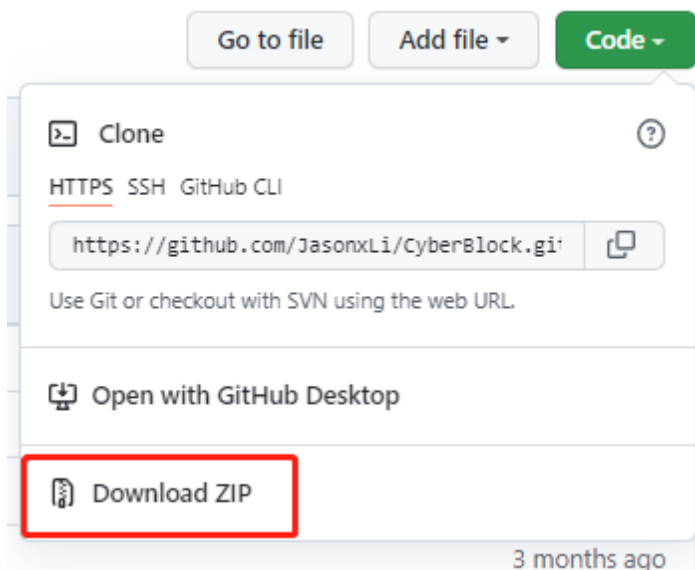 Go to file Add file Code
Clone
HTTPS SSH GitHub CLI
https://github.com/JasonxLi/CyberBlock.git
Use Git or checkout with SVN using the web URL.
Open with GitHub Desktop
Download ZIP
3 months ago